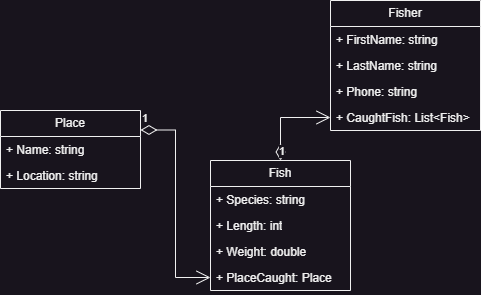 Fisher
+ FirstName: string
+ LastName: string
+ Phone: string
+ CaughtFish: List<Fish>
Place
1
+ Name: string
+ Location: string
1
Fish
+ Species: string
+ Length: int
+ Weight: double
+ PlaceCaught: Place